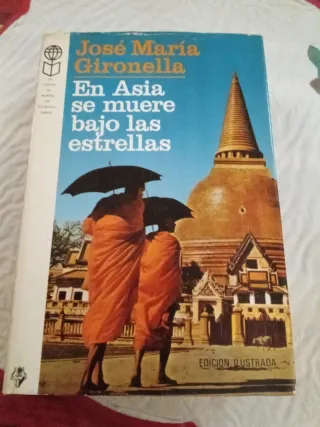 José María
Gironella
En Asia
se muere
bajo las
estrellas
EDICION ILUSTRADA